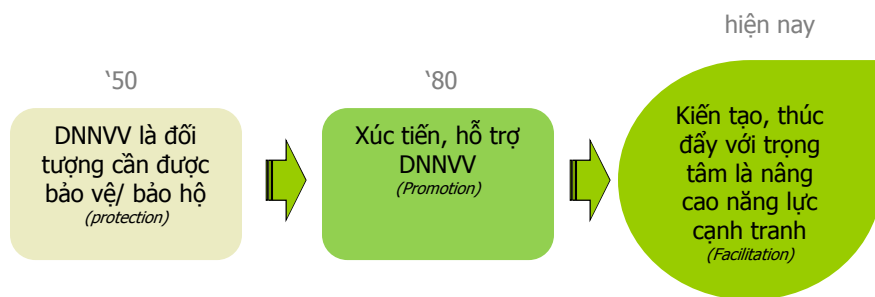 ‵50
DNNVV là đối
tượng cần được
bảo vệ/ bảo hộ
(protection)
‵80
Xúc tiến, hỗ trợ
DNNVV
(Promotion)
hiện nay
Kiến tạo, thúc
đẩy với trọng
tâm là nâng
cao năng lực
cạnh tranh
(Facilitation)